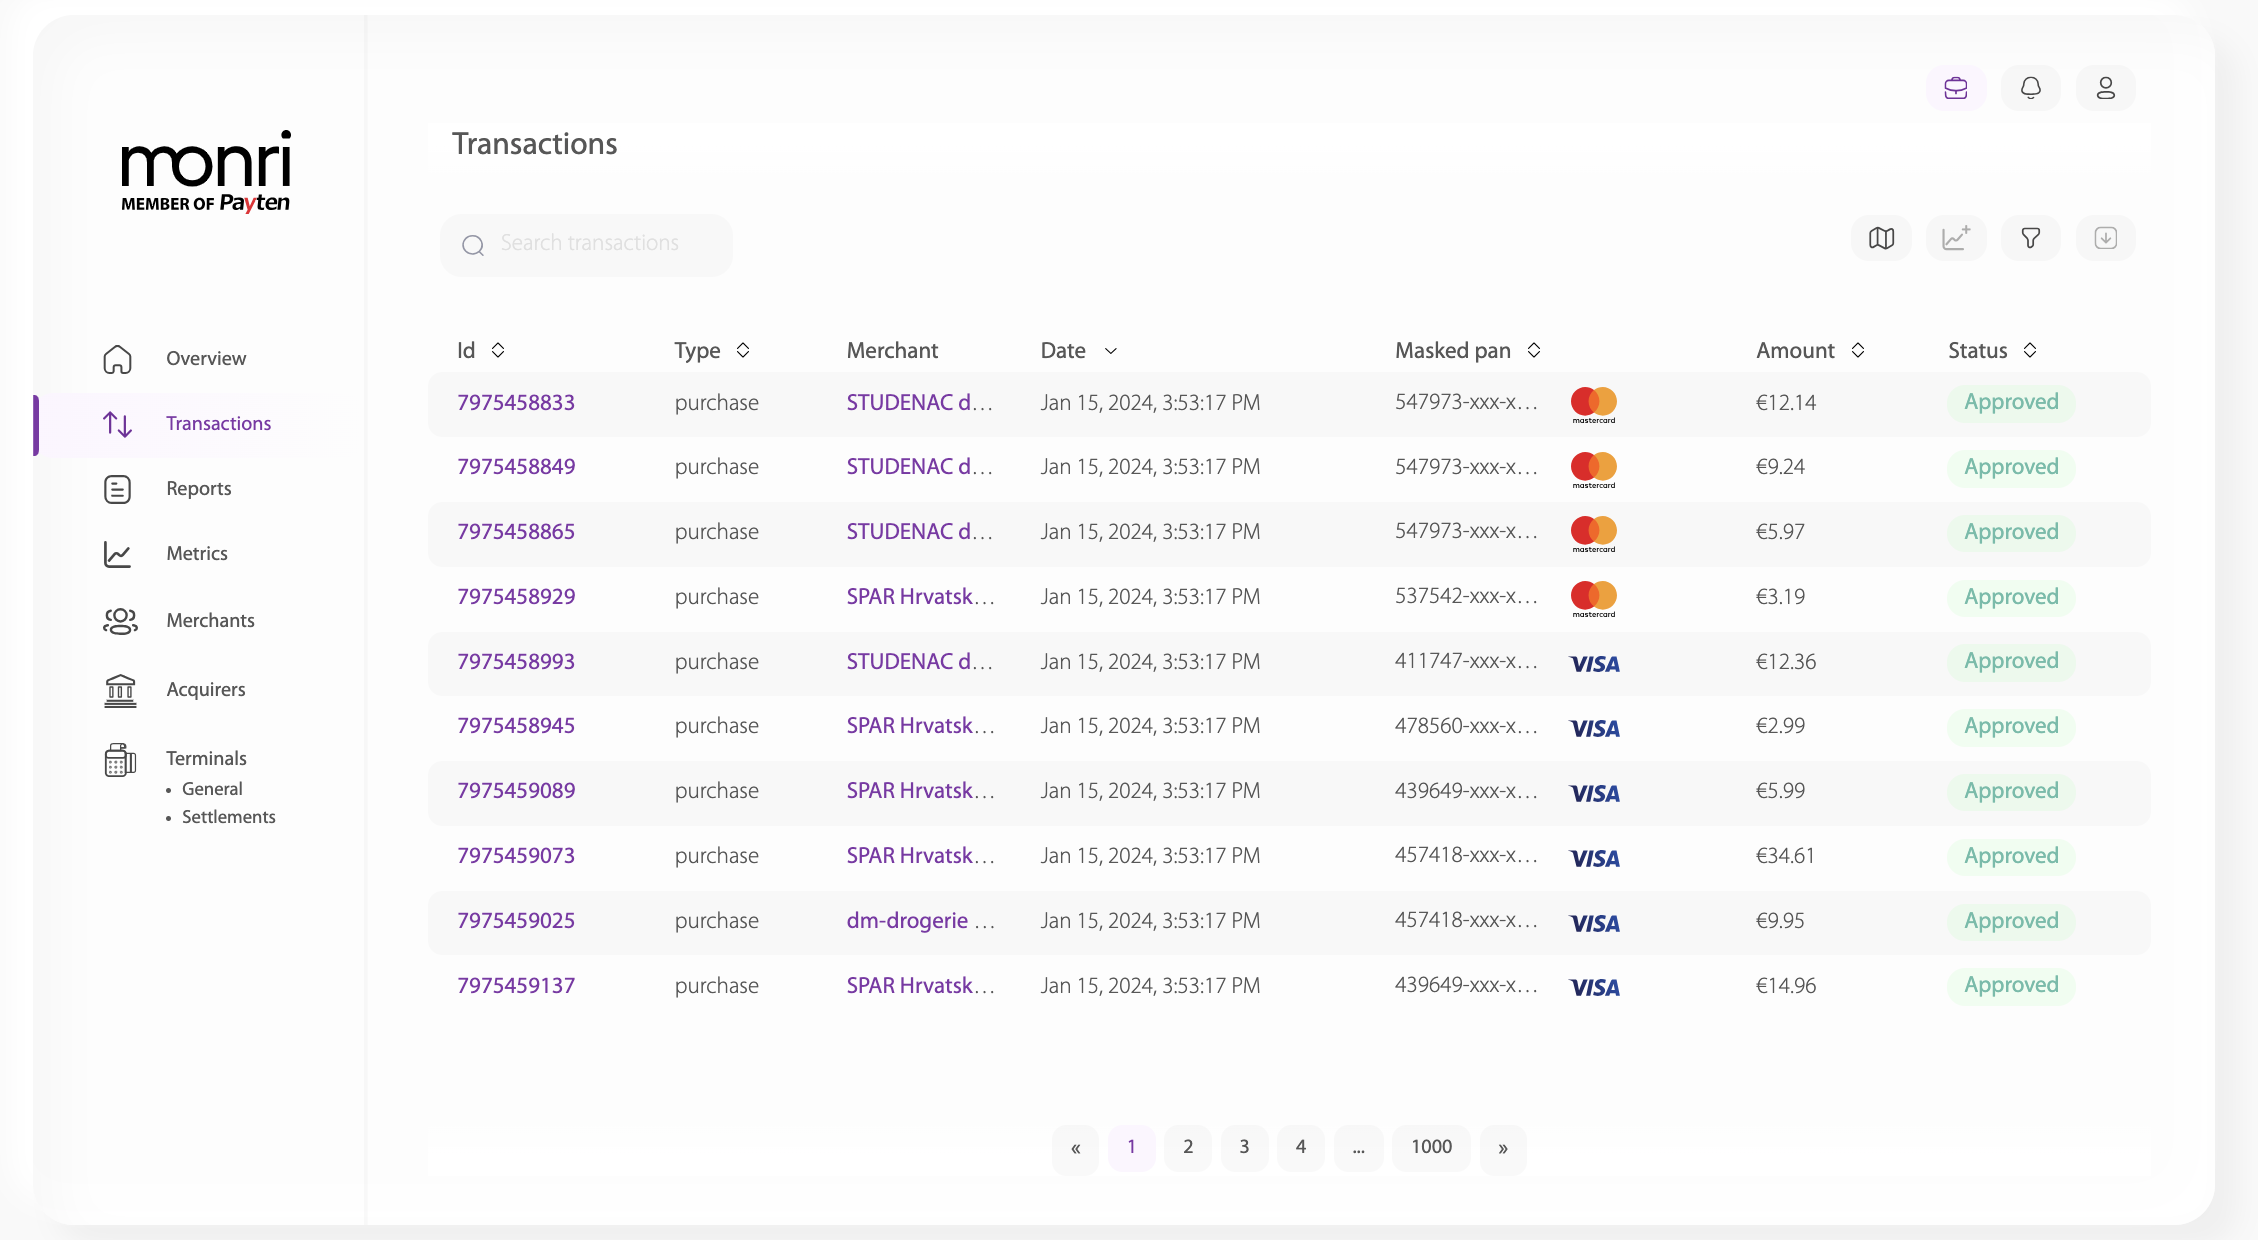 monri
MEMBER OF Payten
Transactions
Search transactions
Overview
Transactions
Reports
Metrics
Merchants
Acquirers
Terminals
• General
• Settlements
Id Type Merchant Date Masked pan Amount Status
7975458833 purchase STUDENAC d... Jan 15, 2024, 3:53:17 PM 547973-xxx-x... mastercard €12.14 Approved
7975458849 purchase STUDENAC d... Jan 15, 2024, 3:53:17 PM 547973-xxx-x... mastercard €9.24 Approved
7975458865 purchase STUDENAC d... Jan 15, 2024, 3:53:17 PM 547973-xxx-x... mastercard €5.97 Approved
7975458929 purchase SPAR Hrvatsk... Jan 15, 2024, 3:53:17 PM 537542-xxx-x... mastercard €3.19 Approved
7975458993 purchase STUDENAC d... Jan 15, 2024, 3:53:17 PM 411747-xxx-x... VISA €12.36 Approved
7975458945 purchase SPAR Hrvatsk... Jan 15, 2024, 3:53:17 PM 478560-xxx-x... VISA €2.99 Approved
7975459089 purchase SPAR Hrvatsk... Jan 15, 2024, 3:53:17 PM 439649-xxx-x... VISA €5.99 Approved
7975459073 purchase SPAR Hrvatsk... Jan 15, 2024, 3:53:17 PM 457418-xxx-x... VISA €34.61 Approved
7975459025 purchase dm-drogerie ... Jan 15, 2024, 3:53:17 PM 457418-xxx-x... VISA €9.95 Approved
7975459137 purchase SPAR Hrvatsk... Jan 15, 2024, 3:53:17 PM 439649-xxx-x... VISA €14.96 Approved
« 1 2 3 4 ... 1000 »